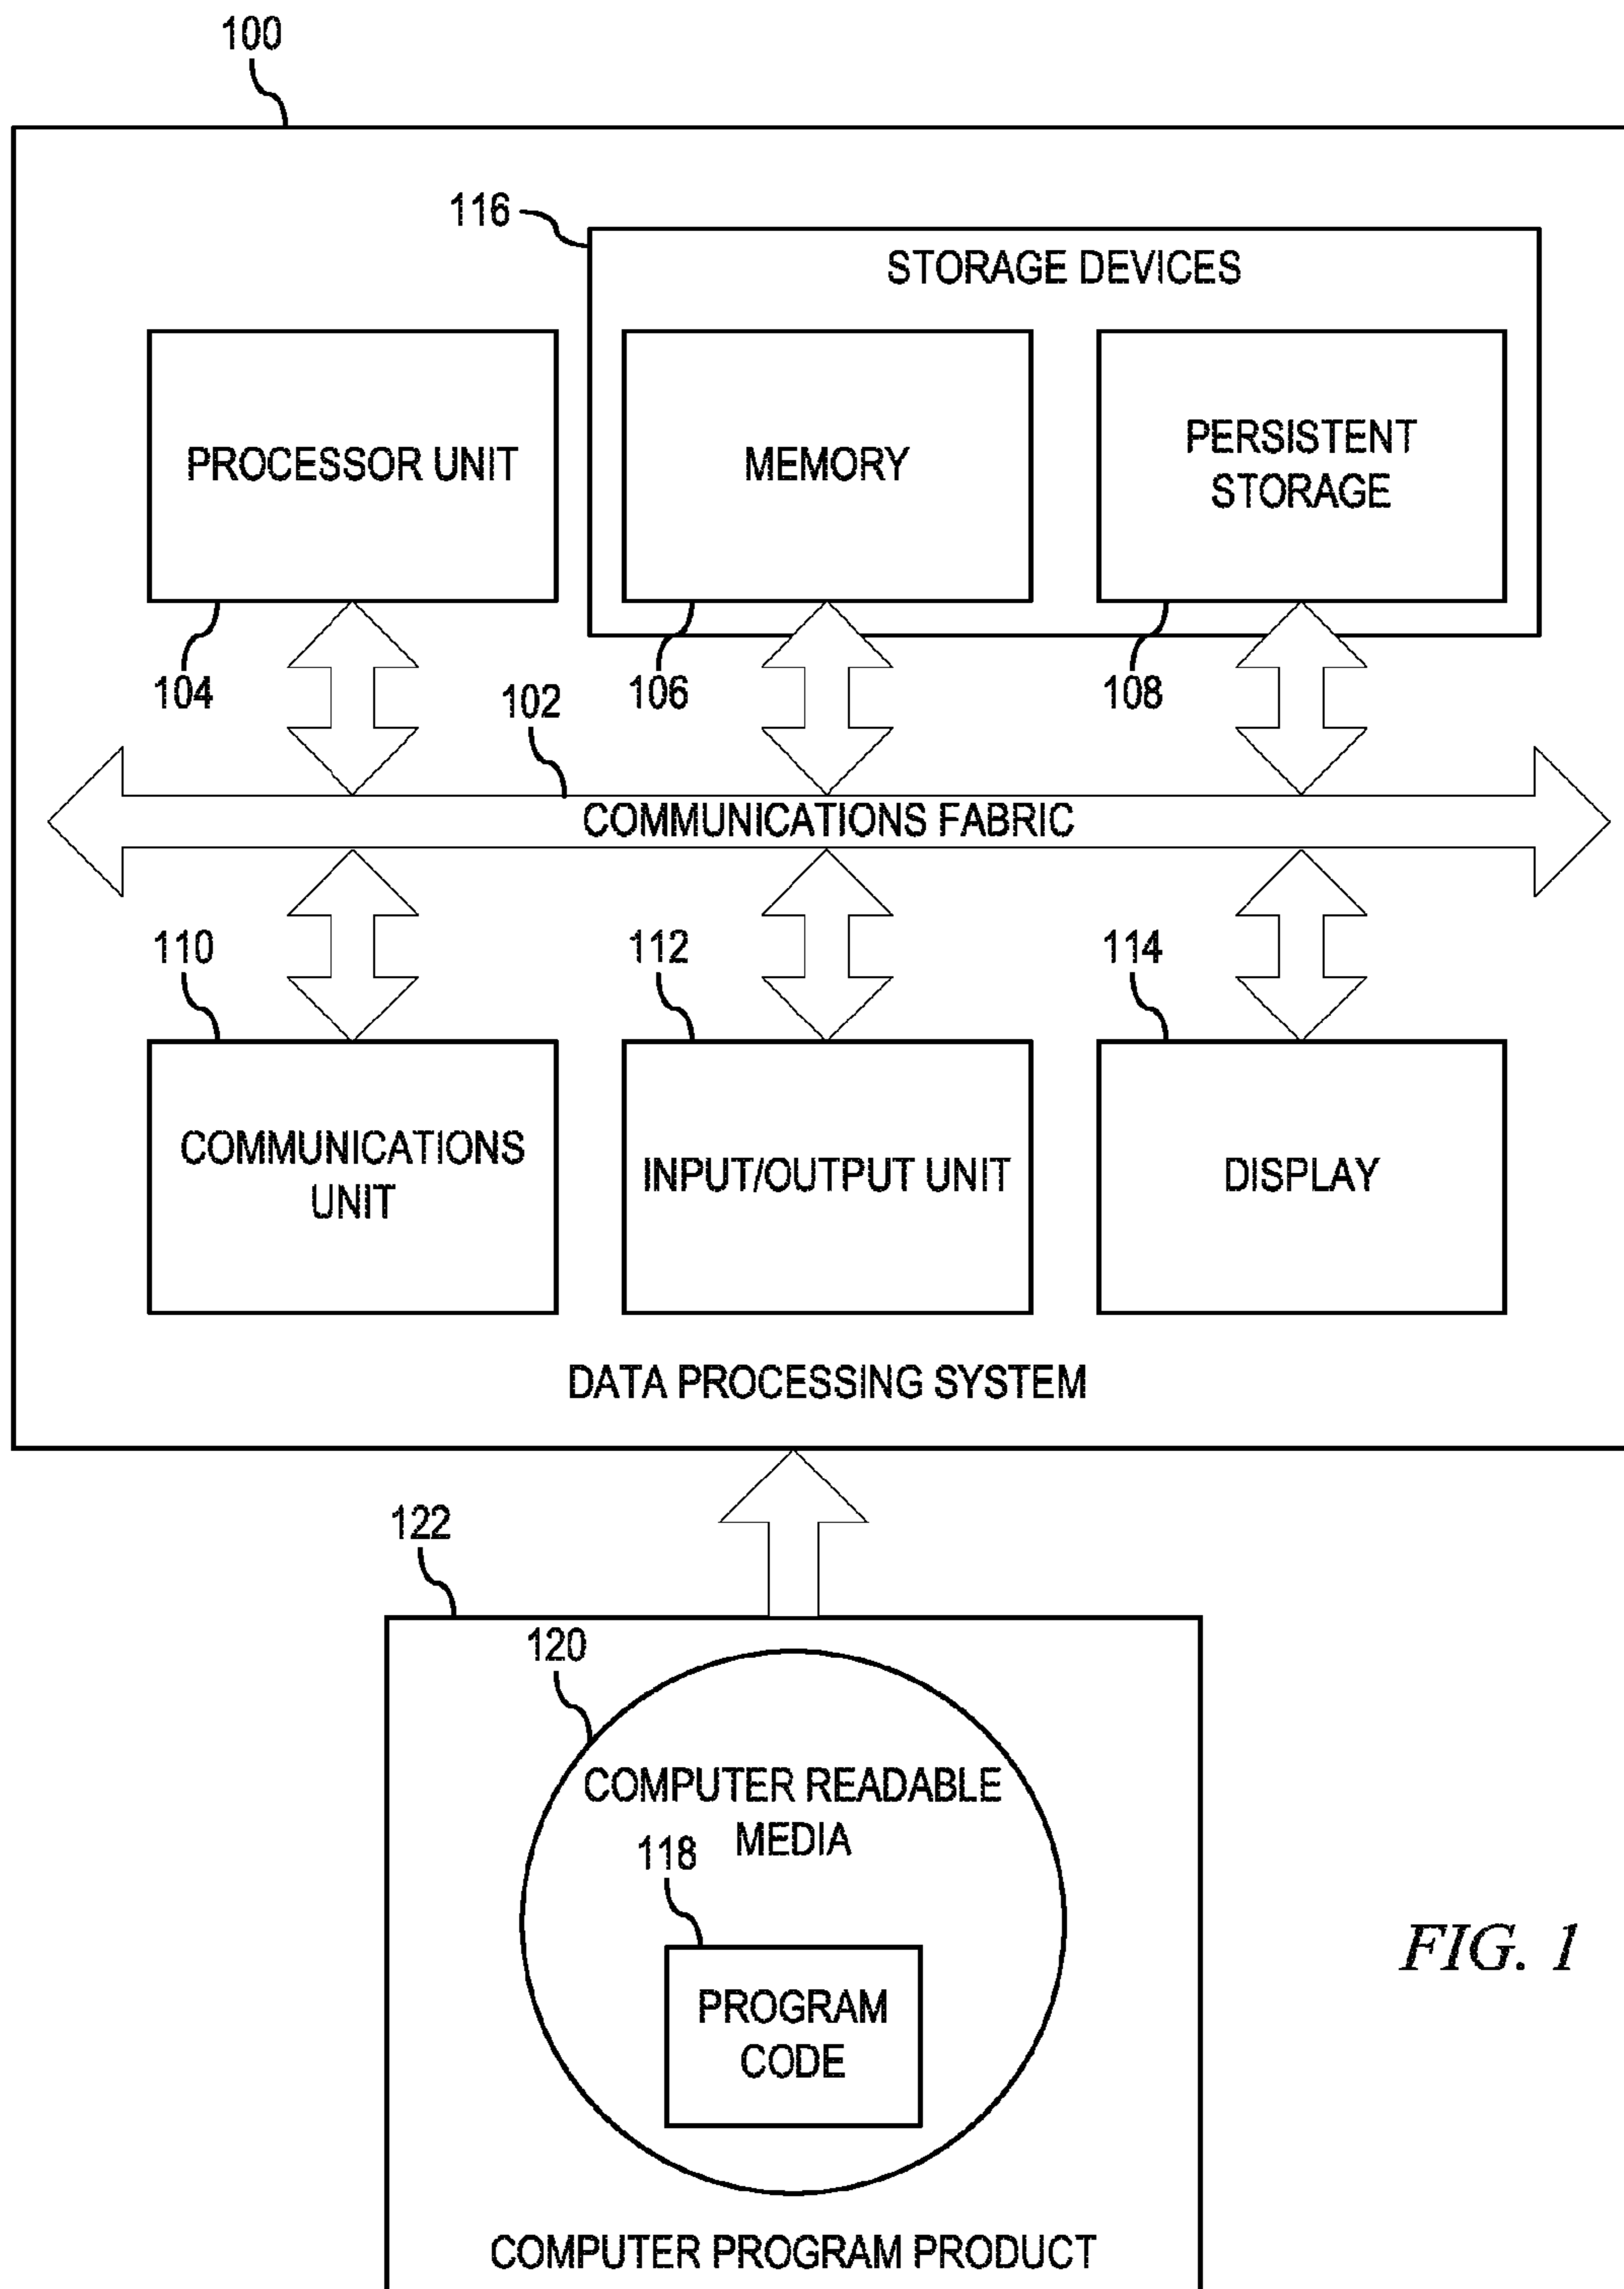 100
116
STORAGE DEVICES
PROCESSOR UNIT
MEMORY
PERSISTENT
STORAGE
104
106
108
102
COMMUNICATIONS FABRIC
110
112
114
COMMUNICATIONS
UNIT
INPUT/OUTPUT UNIT
DISPLAY
DATA PROCESSING SYSTEM
122
120
COMPUTER READABLE
MEDIA
118
PROGRAM
CODE
FIG. 1
COMPUTER PROGRAM PRODUCT